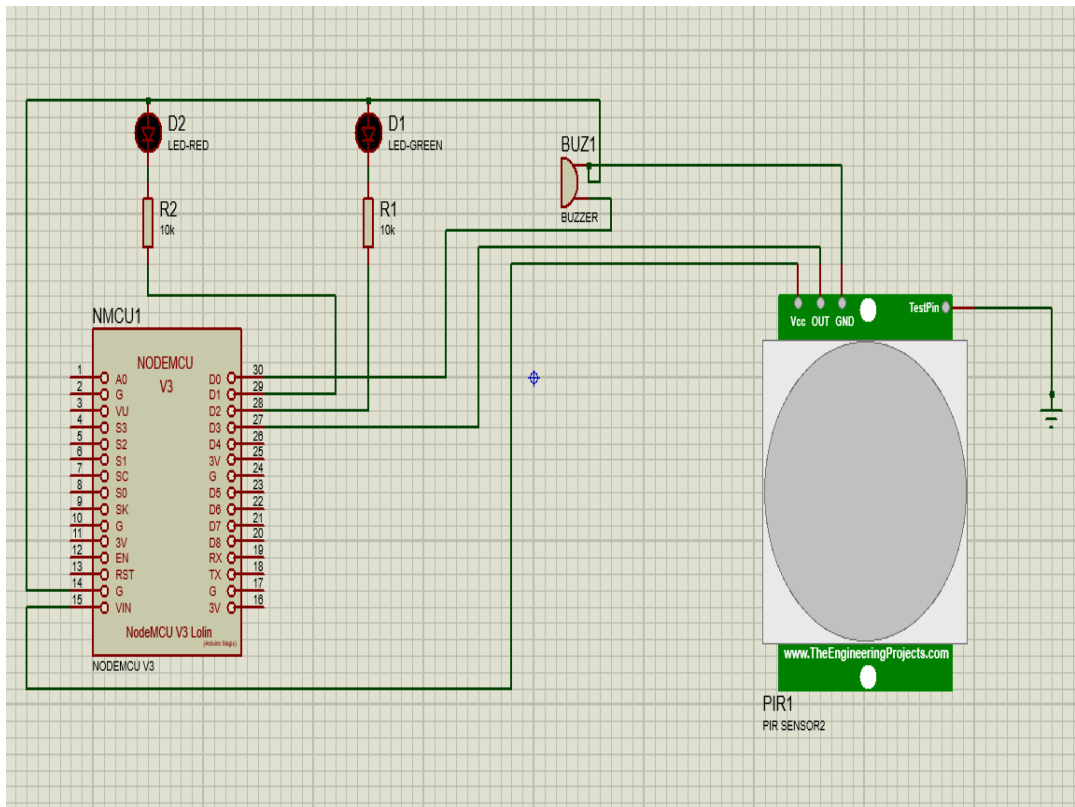 D2
LED-RED
D1
LED-GREEN
BUZ1
BUZZER
R2
10k
R1
10k
NMCU1
NODEMCU
V3
1 A0
2 G
3 VU
4 S3
5 S2
6 S1
7 SC
8 S0
9 SK
10 G
11 3V
12 EN
13 RST
14 G
15 VIN
D0 30
D1 29
D2 28
D3 27
D4 26
3V 25
G 24
D5 23
D6 22
D7 21
D8 20
RX 19
TX 18
G 17
3V 16
NodeMCU V3 Lolin
NODEMCU V3
Vcc OUT GND
TestPin
www.TheEngineeringProjects.com
PIR1
PIR SENSOR2